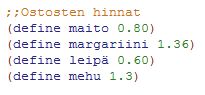 ;;Ostosten hinnat
(define maito 0.80)
(define margariini 1.36)
(define leipä 0.60)
(define mehu 1.3)